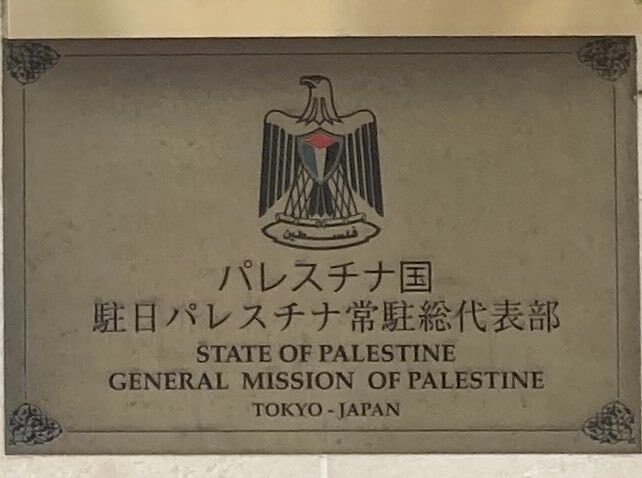 فلسطين
パレスチナ国
駐日パレスチナ常駐総代表部
STATE OF PALESTINE
GENERAL MISSION OF PALESTINE
TOKYO - JAPAN